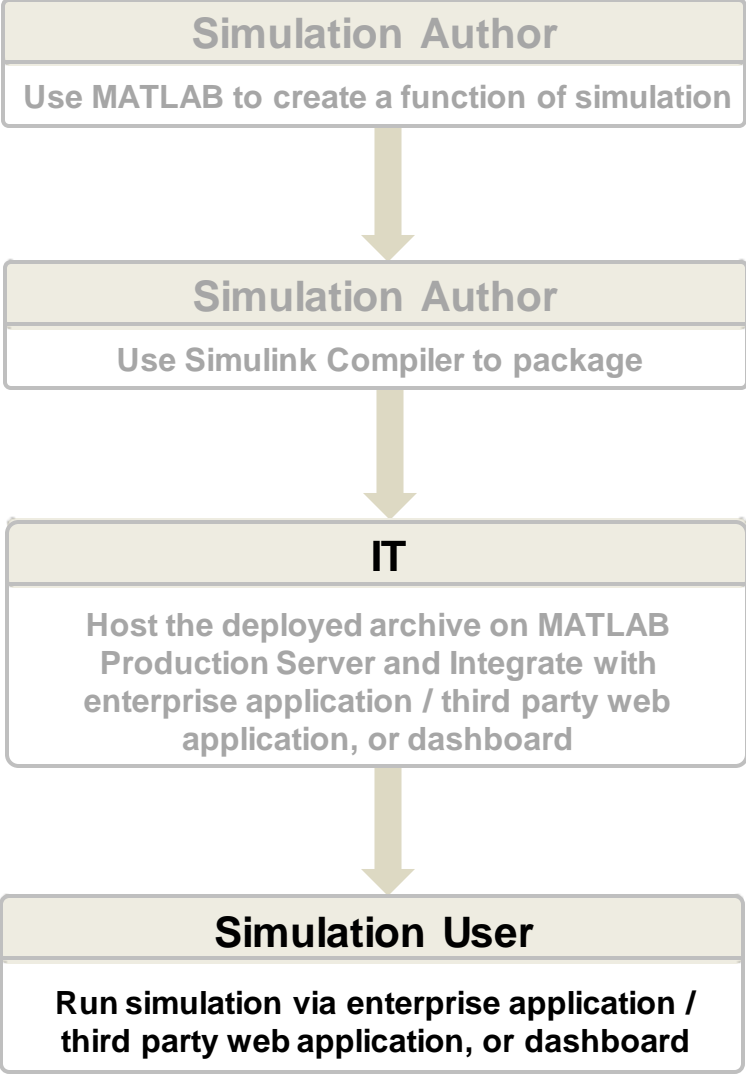 Simulation Author
Use MATLAB to create a function of simulation
Simulation Author
Use Simulink Compiler to package
IT
Host the deployed archive on MATLAB
Production Server and Integrate with
enterprise application / third party web
application, or dashboard
Simulation User
Run simulation via enterprise application /
third party web application, or dashboard